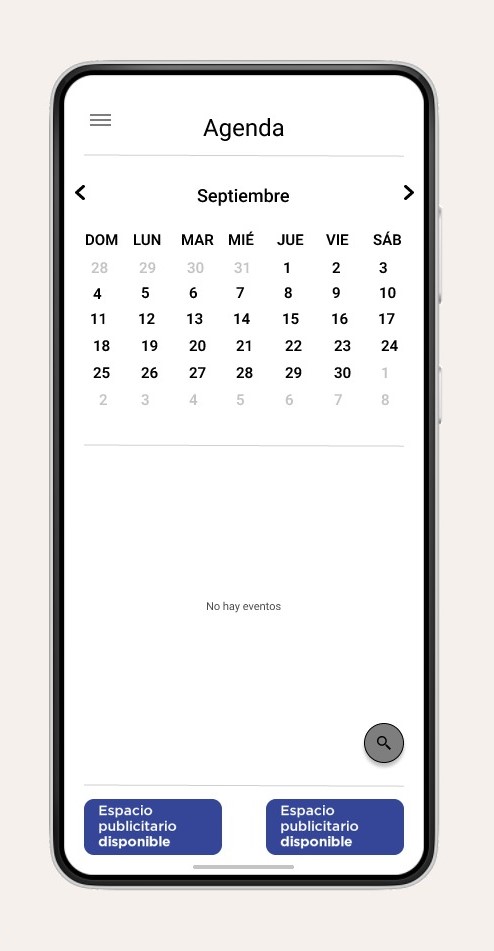 Agenda
Septiembre
DOM LUN MAR MIÉ JUE VIE SÁB
28 29 30 31 1 2 3
4 5 6 7 8 9 10
11 12 13 14 15 16 17
18 19 20 21 22 23 24
25 26 27 28 29 30 1
2 3 4 5 6 7 8
No hay eventos
Espacio
publicitario
disponible
Espacio
publicitario
disponible